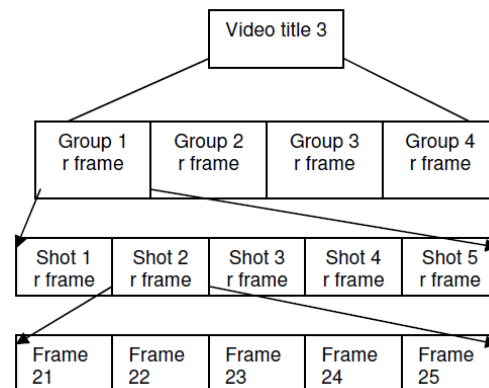 Video title 3
Group 1 Group 2 Group 3 Group 4
r frame r frame r frame r frame
Shot 1 Shot 2 Shot 3 Shot 4 Shot 5
r frame r frame r frame r frame r frame
Frame Frame Frame Frame Frame
21 22 23 24 25